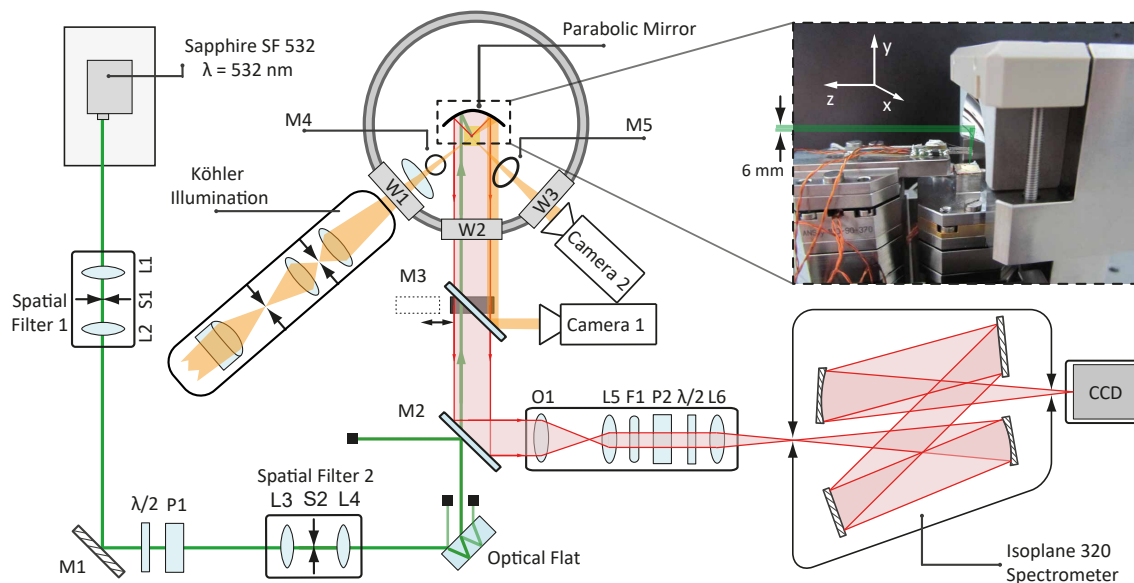 Sapphire SF 532
λ = 532 nm
Parabolic Mirror
M4
M5
Köhler
Illumination
W1
W2
W3
Camera 2
M3
Camera 1
y
z
x
6 mm
L1
Spatial
Filter 1
S1
L2
M2
O1
L5
F1
P2
λ/2
L6
CCD
Spatial Filter 2
L3
S2
L4
λ/2
P1
M1
Optical Flat
Isoplane 320
Spectrometer